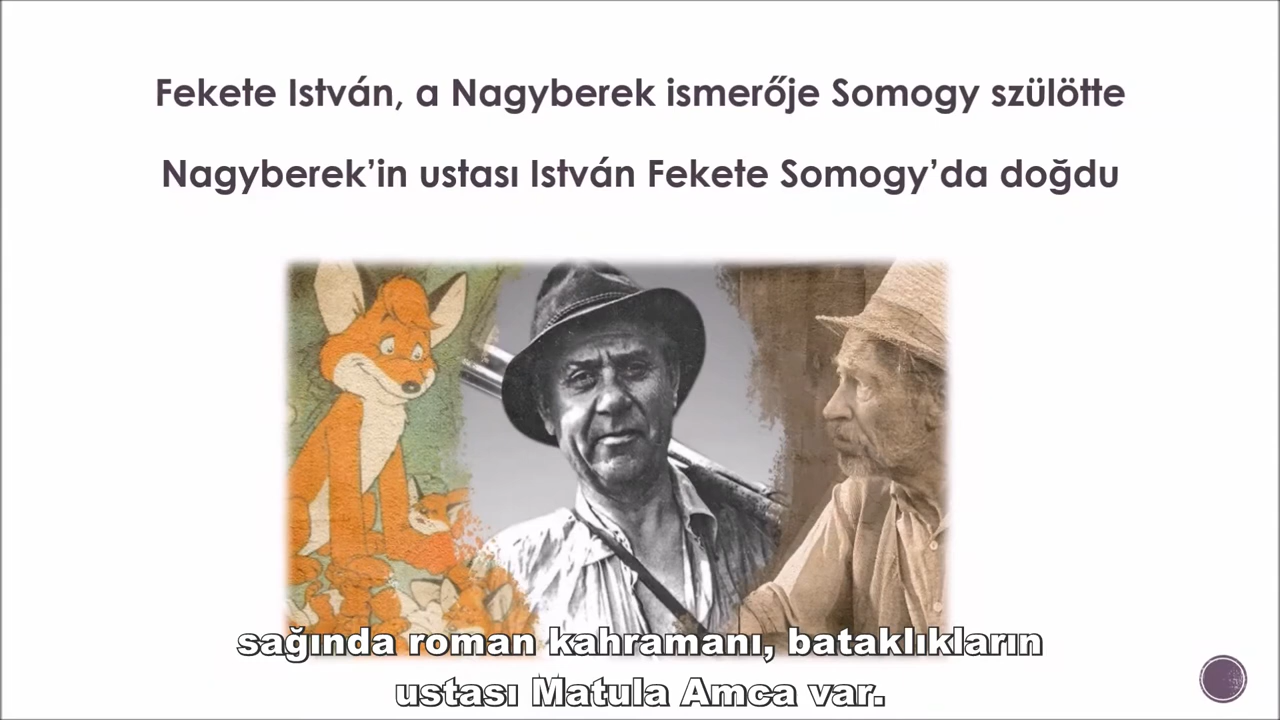 Fekete István, a Nagyberek ismerője Somogy szülötte
Nagyberek’in ustası István Fekete Somogy’da doğdu
sağında roman kahramanı, bataklıkların
ustası Matula Amca var.